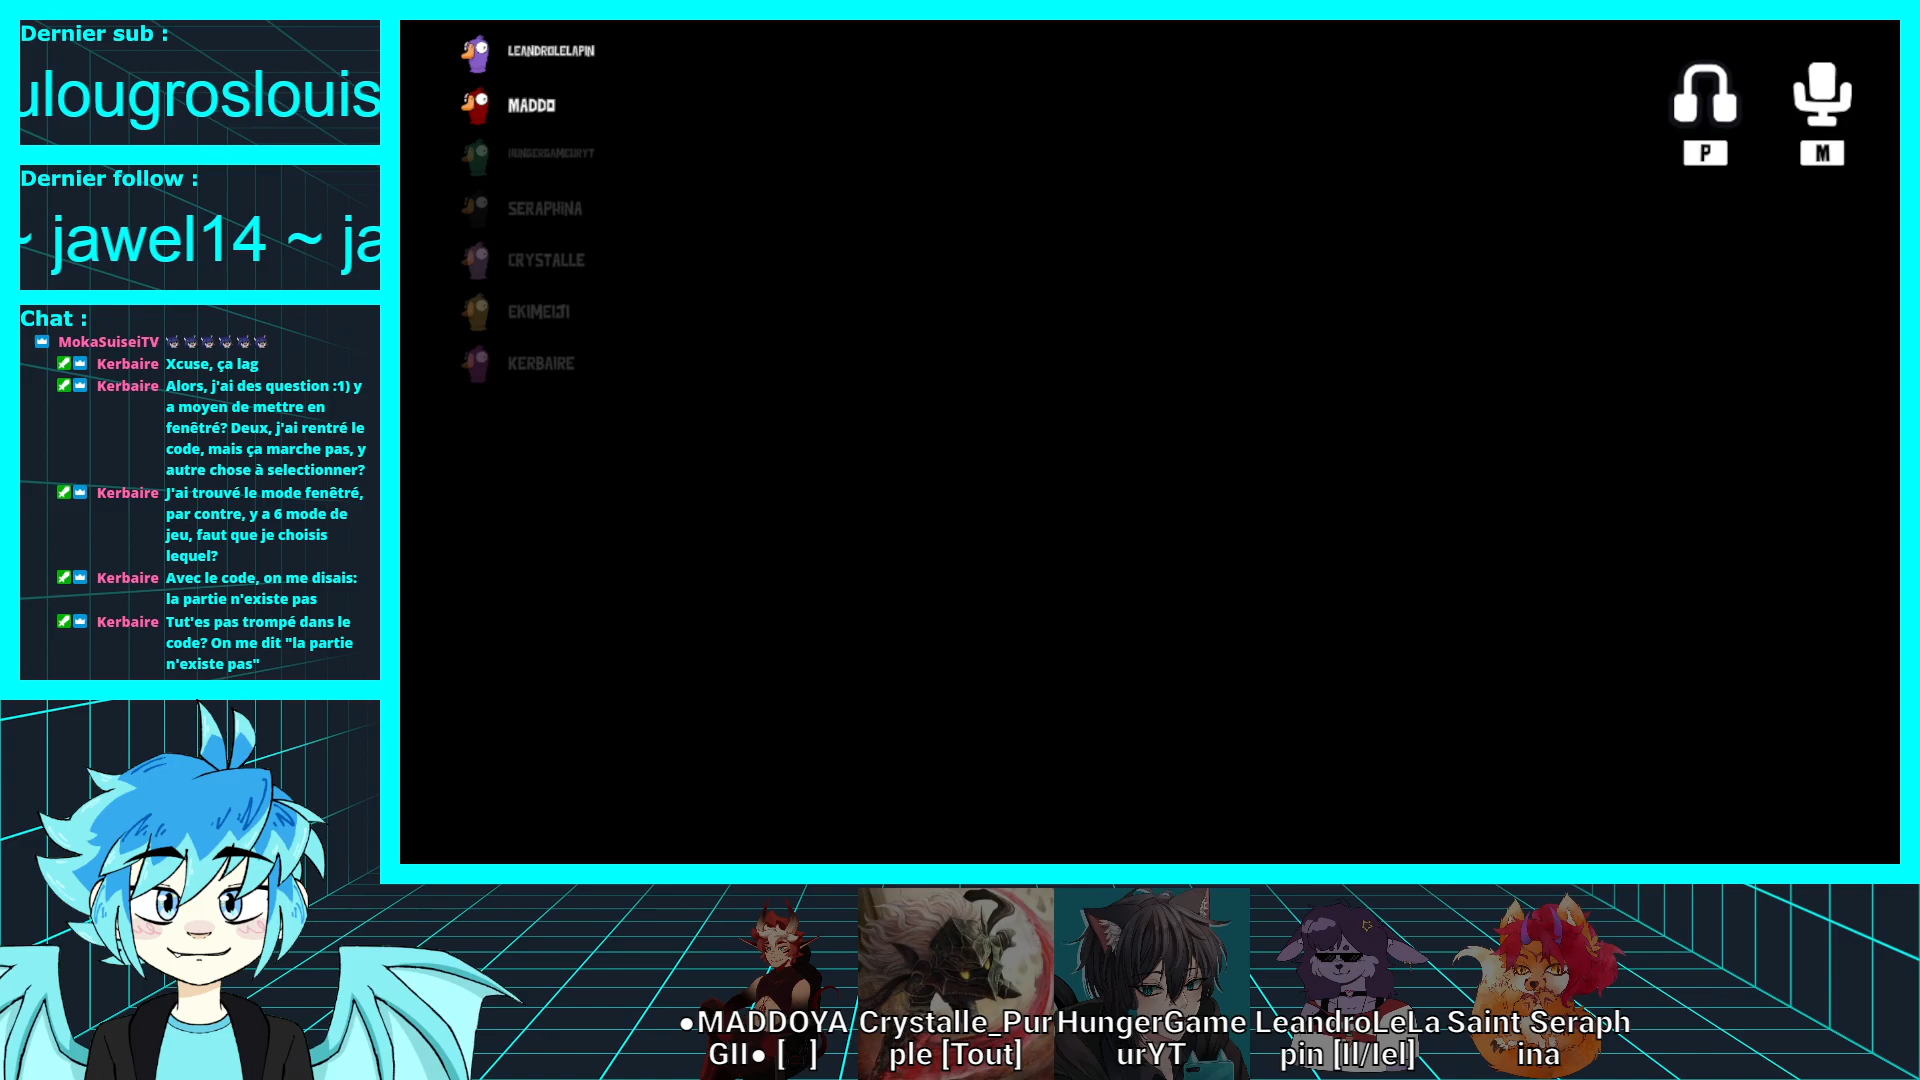 Dernier sub :
ulougroslouis
Dernier follow :
~ jawel14 ~ ja
Chat :
MokaSuiseiTV
Kerbaire Xcuse, ça lag
Kerbaire Alors, j'ai des question :1) y
a moyen de mettre en
fenêtré? Deux, j'ai rentré le
code, mais ça marche pas, y
autre chose à selectionner?
Kerbaire J'ai trouvé le mode fenêtré,
par contre, y a 6 mode de
jeu, faut que je choisis
lequel?
Kerbaire Avec le code, on me disais:
la partie n'existe pas
Kerbaire Tut'es pas trompé dans le
code? On me dit "la partie
n'existe pas"
LEANDROLELAPIN
MADDO
HUNGERGAMEURYT
SERAPHINA
CRYSTALLE
EKIMEIJI
KERBAIRE
P
M
●MADDOYA
GII● [ ]
Crystalle_Pur
ple [Tout]
HungerGame
urYT
LeandroLeLa
pin [Il/Iel]
Saint Seraph
ina